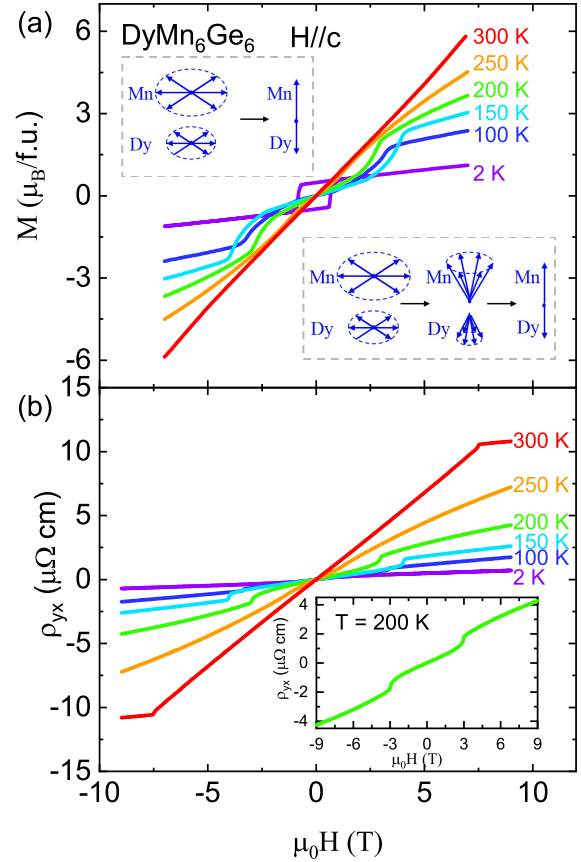 (a)
DyMn6Ge6 H//c
Mn
Dy
Mn
Dy
300 K
250 K
200 K
150 K
100 K
2 K
Mn
Dy
Mn
Dy
Mn
Dy
M (μB/f.u.)
6
3
0
-3
-6
(b)
15
10
5
0
-5
-10
-15
ρyx (μΩ cm)
300 K
250 K
200 K
150 K
100 K
2 K
T = 200 K
ρyx (μΩ cm)
4
2
0
-2
-4
-9 -6 -3 0 3 6 9
μ0H (T)
-10 -5 0 5 10
μ0H (T)